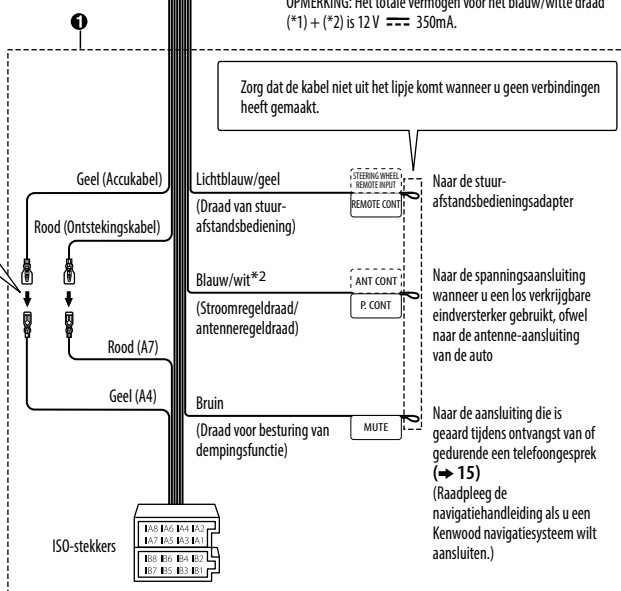 OPMERKING: Het totale vermogen voor het blauw/witte draad
(*1) + (*2) is 12 V ⎓ 350mA.
1
Zorg dat de kabel niet uit het lipje komt wanneer u geen verbindingen
heeft gemaakt.
Geel (Accukabel)
Rood (Ontstekingskabel)
Rood (A7)
Geel (A4)
Lichtblauw/geel
(Draad van stuur-
afstandsbediening)
STEERING WHEEL
REMOTE INPUT
REMOTE CONT
Naar de stuur-
afstandsbedieningsadapter
Blauw/wit*2
(Stroomregeldraad/
antenneregeldraad)
ANT CONT
P. CONT
Naar de spanningsaansluiting
wanneer u een los verkrijgbare
eindversterker gebruikt, ofwel
naar de antenne-aansluiting
van de auto
Bruin
(Draad voor besturing van
dempingsfunctie)
MUTE
Naar de aansluiting die is
geaard tijdens ontvangst van of
gedurende een telefoongesprek
(➜ 15)
(Raadpleeg de
navigatiehandleiding als u een
Kenwood navigatiesysteem wilt
aansluiten.)
ISO-stekkers
A8 A6 A4 A2
A7 A5 A3 A1
B8 B6 B4 B2
B7 B5 B3 B1